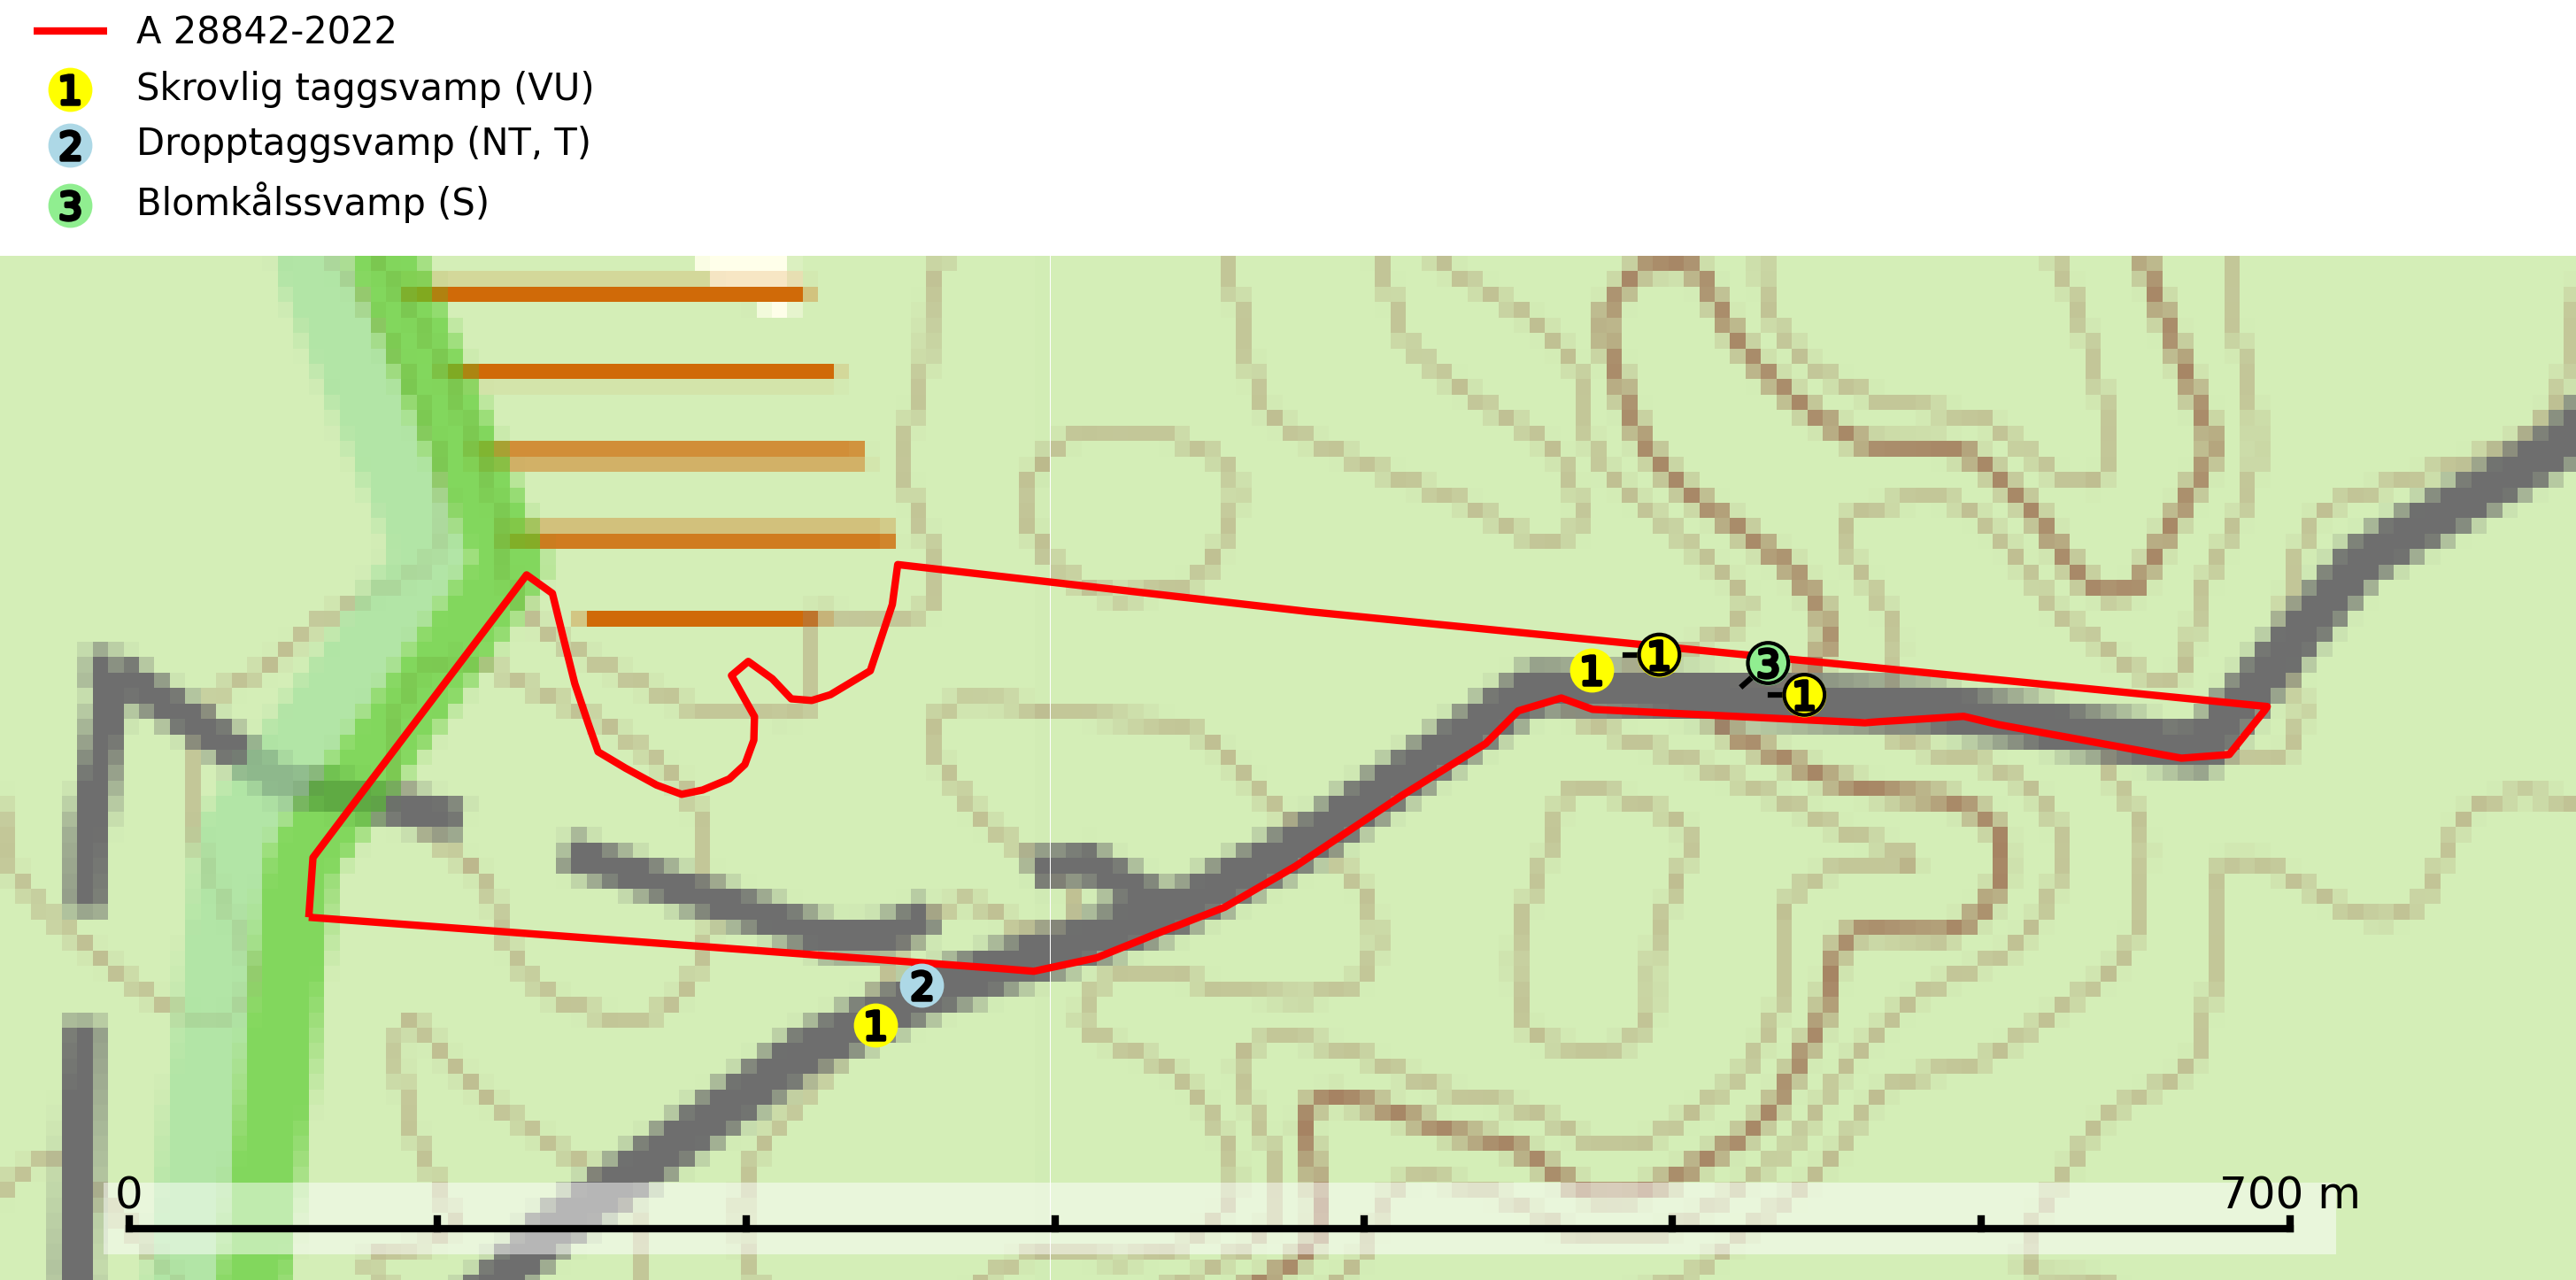 A 28842-2022
1 Skrovlig taggsvamp (VU)
2 Dropptaggsvamp (NT, T)
3 Blomkålssvamp (S)
1 1 3 1
2
1
0 700 m